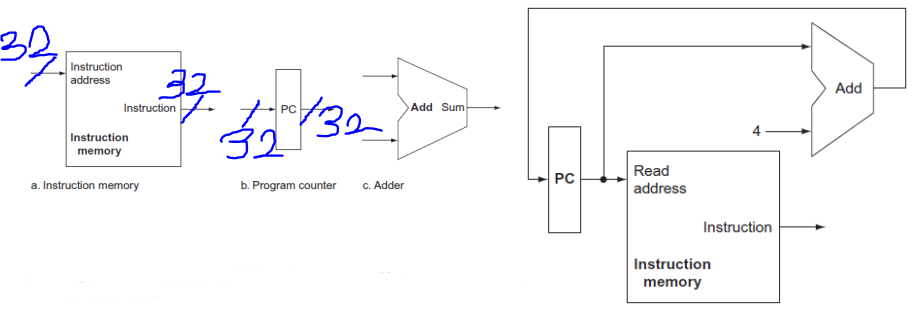 32
Instruction
address
32
Instruction
Instruction
memory
a. Instruction memory
PC
32
32
b. Program counter
Add Sum
c. Adder
Add
4
PC
Read
address
Instruction
Instruction
memory